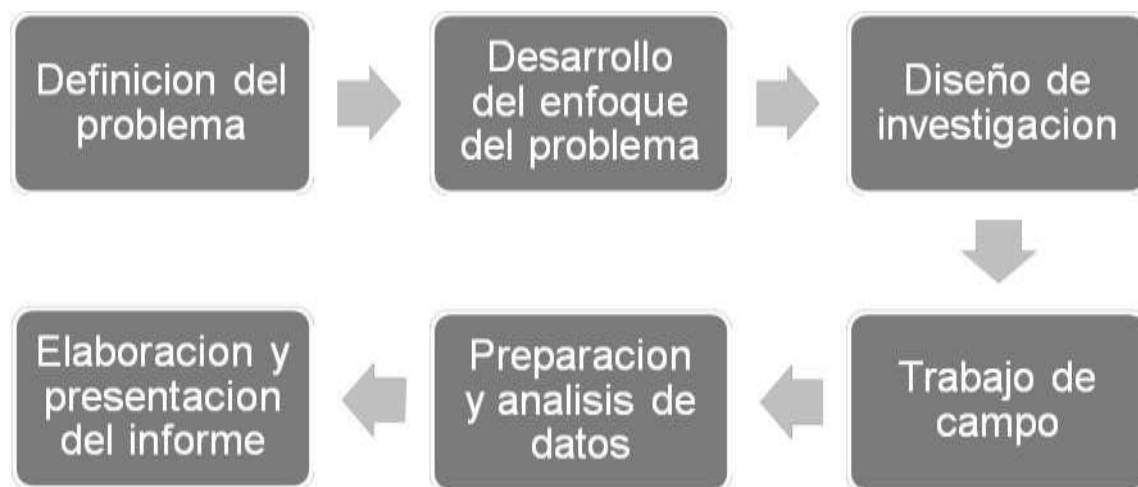 Definicion del
problema
Desarrollo
del enfoque
del problema
Diseño de
investigacion
Trabajo de
campo
Preparacion
y analisis de
datos
Elaboracion y
presentacion
del informe